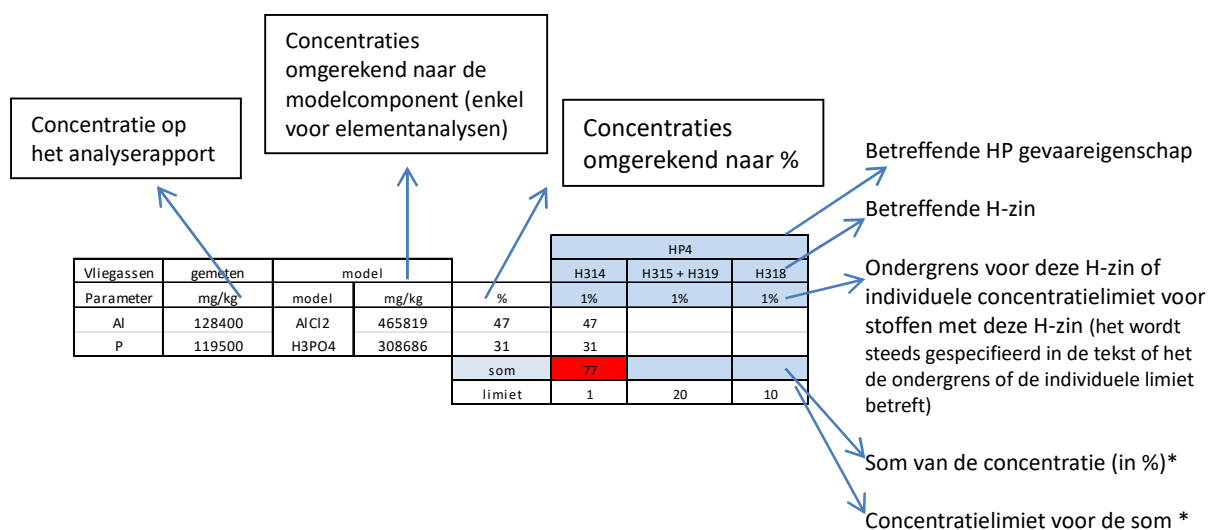 Concentratie op
het analyserapport
Concentraties
omgerekend naar de
modelcomponent (enkel
voor elementanalysen)
Concentraties
omgerekend naar %
Betreffende HP gevaareigenschap
Betreffende H-zin
Ondergrens voor deze H-zin of
individuele concentratielimiet voor
stoffen met deze H-zin (het wordt
steeds gespecifieerd in de tekst of het
de ondergrens of de individuele limiet
betreft)
Som van de concentratie (in %)*
Concentratielimiet voor de som *
HP4
Vliegassen gemeten model H314 H315 + H319 H318
Parameter mg/kg model mg/kg % 1% 1% 1%
Al 128400 AlCl2 465819 47 47
P 119500 H3PO4 308686 31 31
som 77
limiet 1 20 10